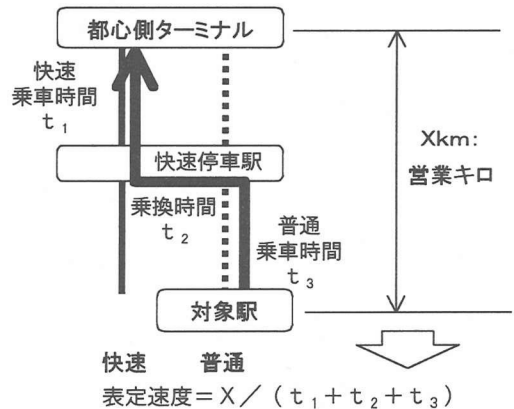 都心側ターミナル
快速
乗車時間
t₁
快速停車駅
Xkm:
営業キロ
乗換時間
t₂
普通
乗車時間
t₃
対象駅
快速 普通
表定速度＝X／(t₁＋t₂＋t₃)